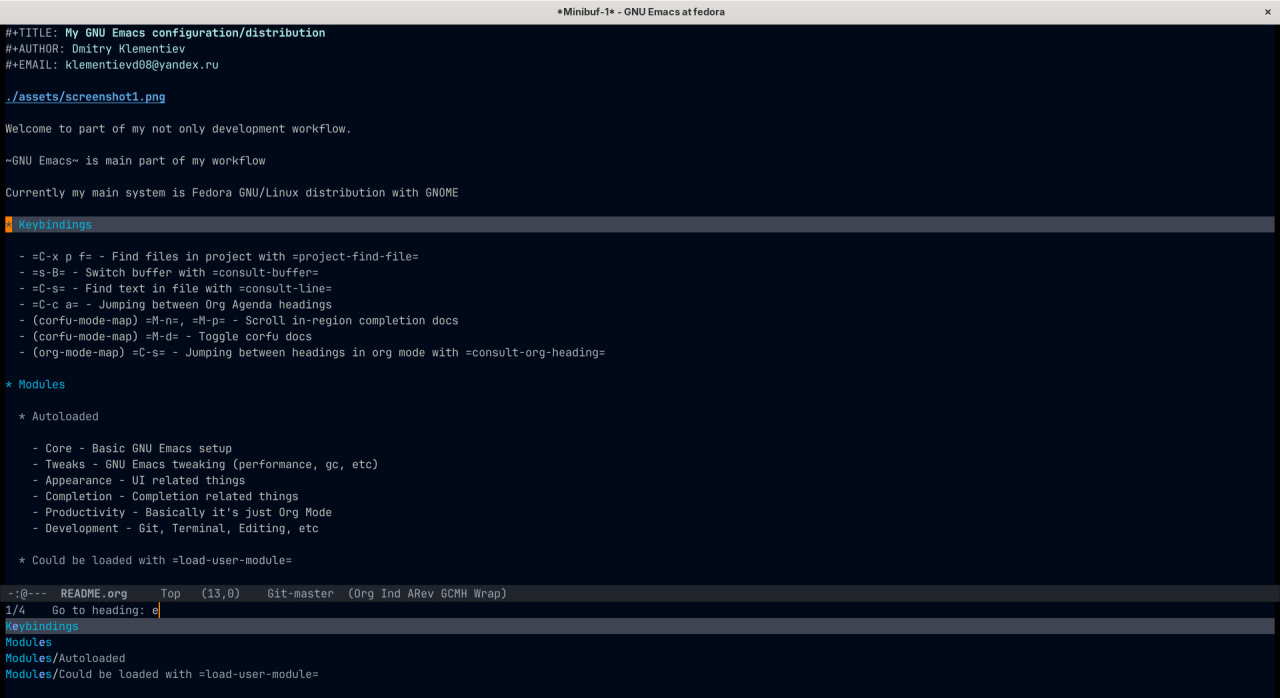 *Minibuf-1* - GNU Emacs at fedora
×
#+TITLE: My GNU Emacs configuration/distribution
#+AUTHOR: Dmitry Klementiev
#+EMAIL: klementievd08@yandex.ru
./assets/screenshot1.png
Welcome to part of my not only development workflow.
~GNU Emacs~ is main part of my workflow
Currently my main system is Fedora GNU/Linux distribution with GNOME
* Keybindings
- =C-x p f= - Find files in project with =project-find-file=
- =s-B= - Switch buffer with =consult-buffer=
- =C-s= - Find text in file with =consult-line=
- =C-c a= - Jumping between Org Agenda headings
- (corfu-mode-map) =M-n=, =M-p= - Scroll in-region completion docs
- (corfu-mode-map) =M-d= - Toggle corfu docs
- (org-mode-map) =C-s= - Jumping between headings in org mode with =consult-org-heading=
* Modules
* Autoloaded
- Core - Basic GNU Emacs setup
- Tweaks - GNU Emacs tweaking (performance, gc, etc)
- Appearance - UI related things
- Completion - Completion related things
- Productivity - Basically it's just Org Mode
- Development - Git, Terminal, Editing, etc
* Could be loaded with =load-user-module=
-:@--- README.org Top (13,0) Git-master (Org Ind ARev GCMH Wrap)
1/4 Go to heading: e
Keybindings
Modules
Modules/Autoloaded
Modules/Could be loaded with =load-user-module=